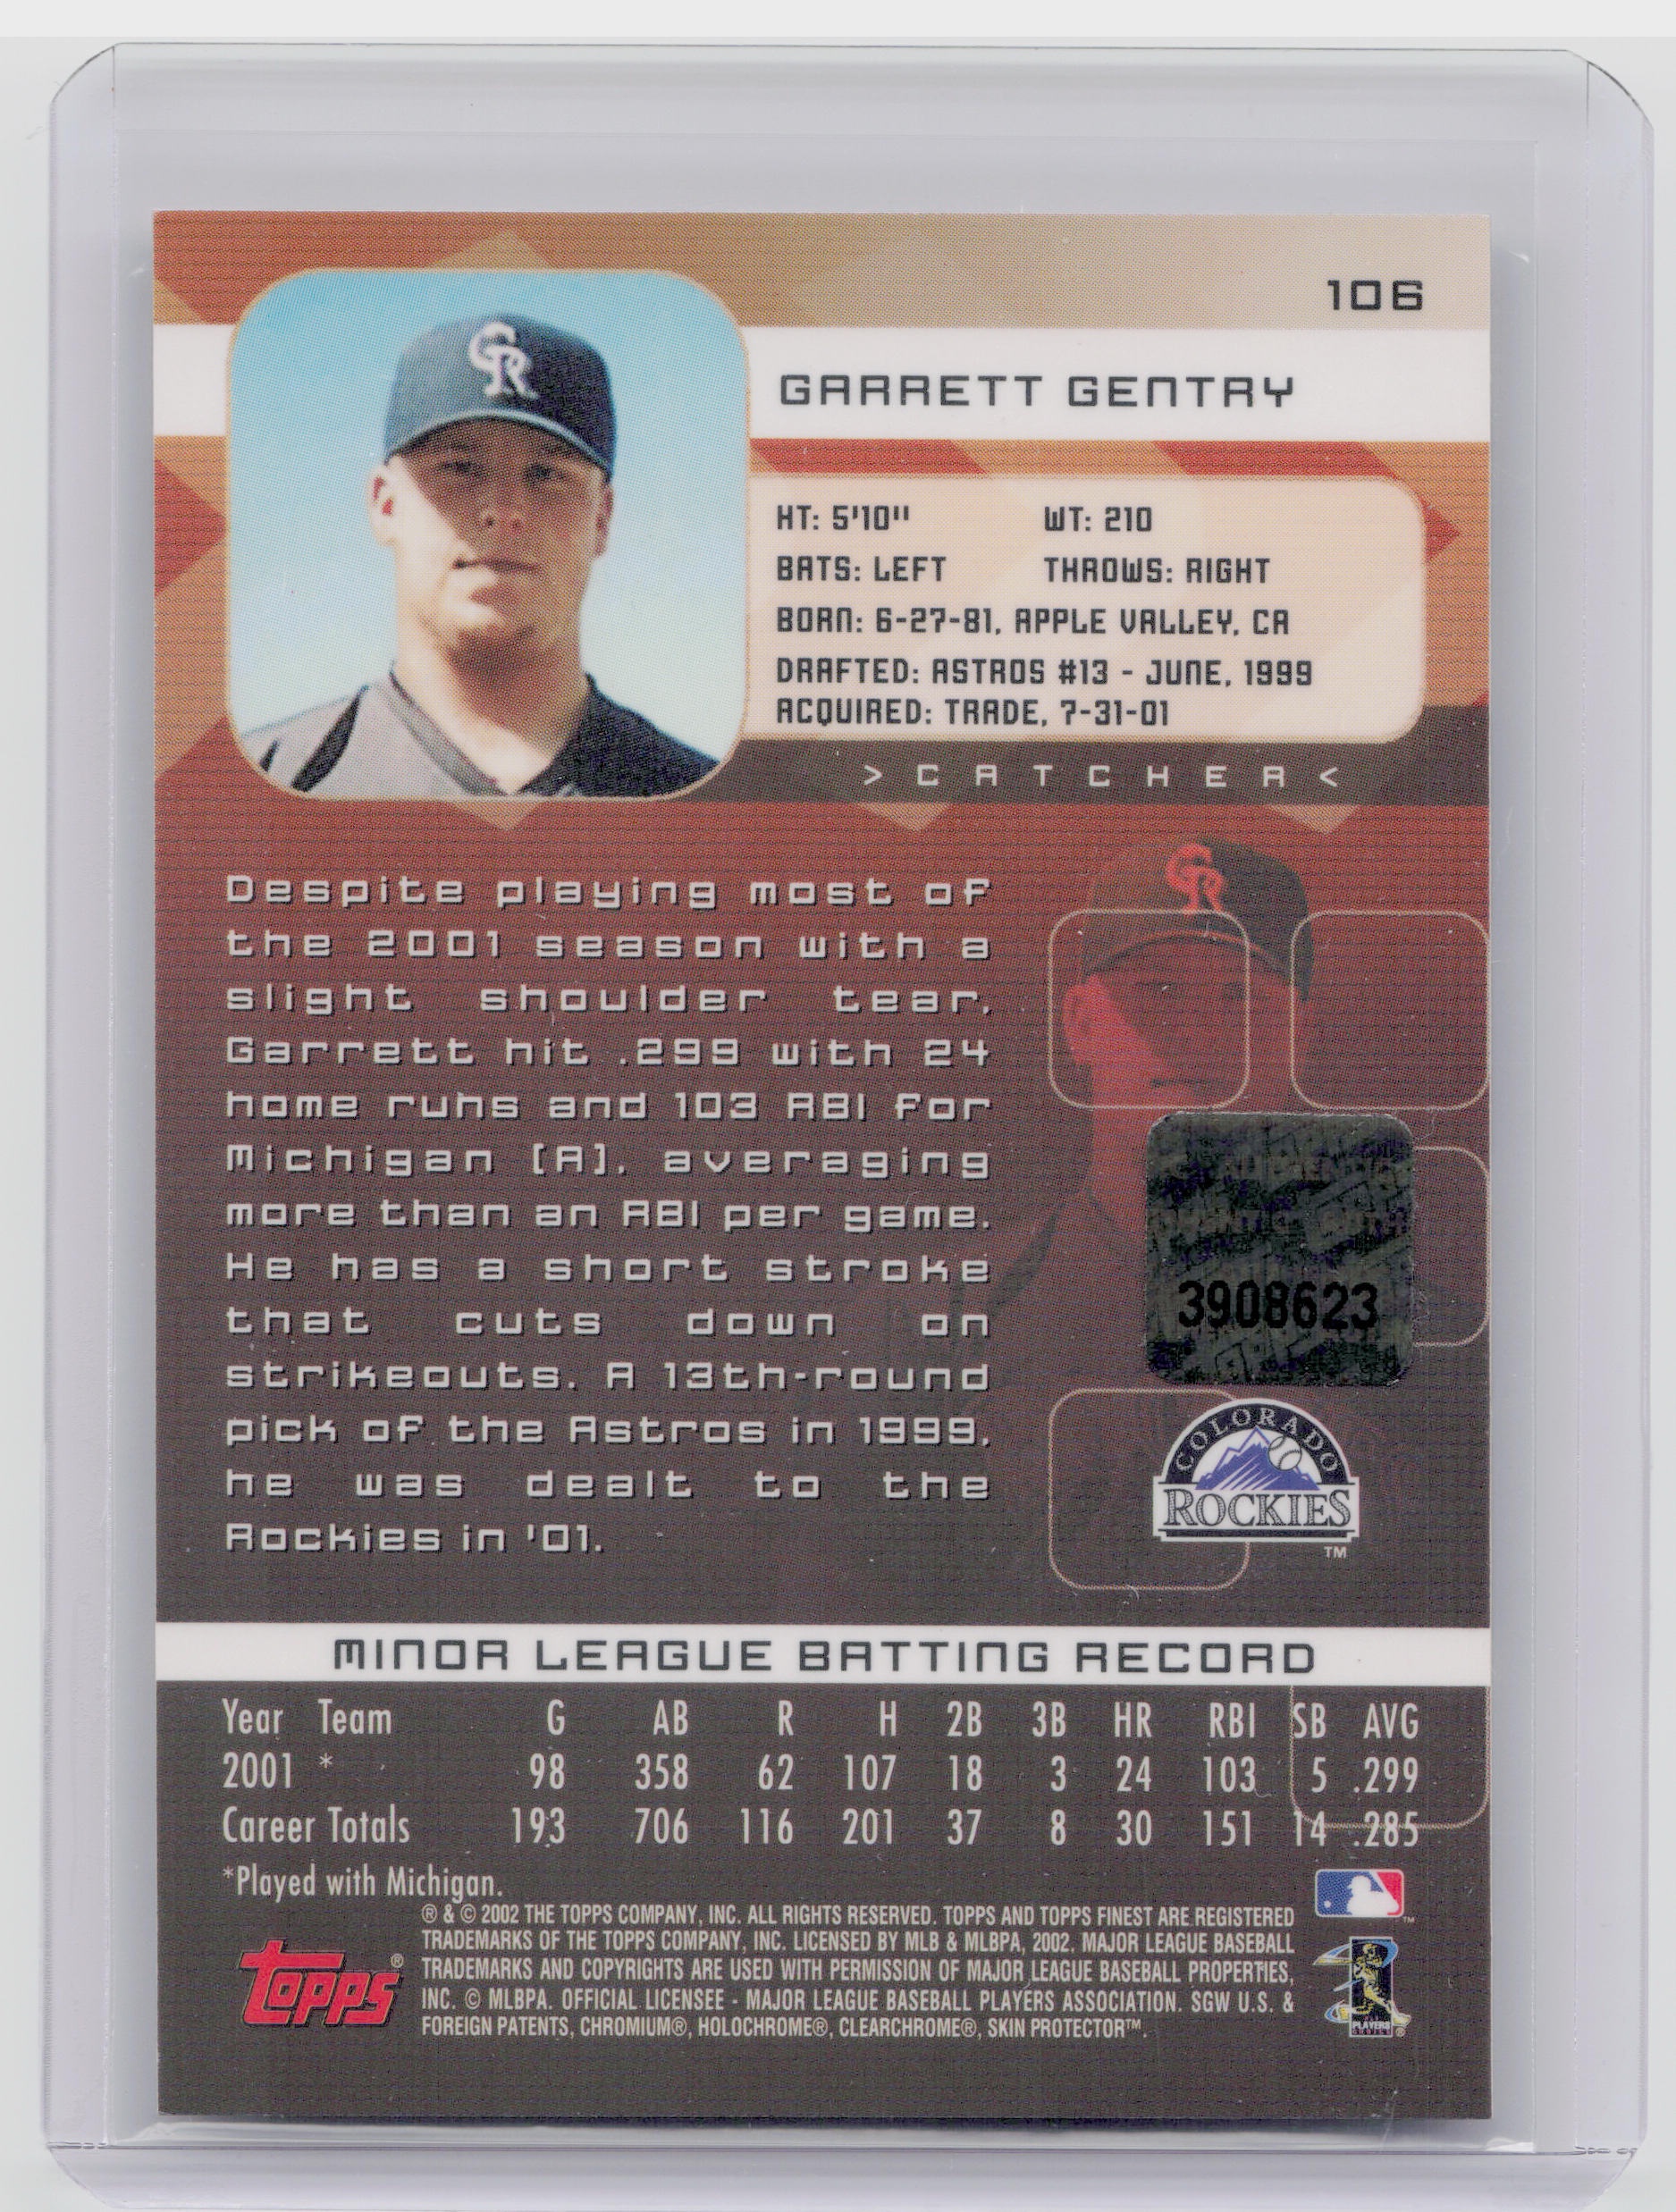 106
GARRETT GENTRY
HT: 5'10" WT: 210
BATS: LEFT THROWS: RIGHT
BORN: 6-27-81, APPLE VALLEY, CA
DRAFTED: ASTROS #13 - JUNE, 1999
ACQUIRED: TRADE, 7-31-01
>CATCHER<
Despite playing most of
the 2001 season with a
slight shoulder tear,
Garrett hit .299 with 24
home runs and 103 RBI for
Michigan [A], averaging
more than an RBI per game.
He has a short stroke
that cuts down on
strikeouts. A 13th-round
pick of the Astros in 1999,
he was dealt to the
Rockies in '01.
CR
CR
3908623
COLORADO
ROCKIES
TM
MINOR LEAGUE BATTING RECORD
Year Team G AB R H 2B 3B HR RBI SB AVG
2001 * 98 358 62 107 18 3 24 103 5 .299
Career Totals 193 706 116 201 37 8 30 151 14 .285
*Played with Michigan.
® & © 2002 THE TOPPS COMPANY, INC. ALL RIGHTS RESERVED. TOPPS AND TOPPS FINEST ARE REGISTERED
TRADEMARKS OF THE TOPPS COMPANY, INC. LICENSED BY MLB & MLBPA, 2002. MAJOR LEAGUE BASEBALL
TRADEMARKS AND COPYRIGHTS ARE USED WITH PERMISSION OF MAJOR LEAGUE BASEBALL PROPERTIES,
INC. © MLBPA. OFFICIAL LICENSEE - MAJOR LEAGUE BASEBALL PLAYERS ASSOCIATION. SGW U.S. &
FOREIGN PATENTS, CHROMIUM®, HOLOCHROME®, CLEARCHROME®, SKIN PROTECTOR™.
Topps®
TM
PLAYERS